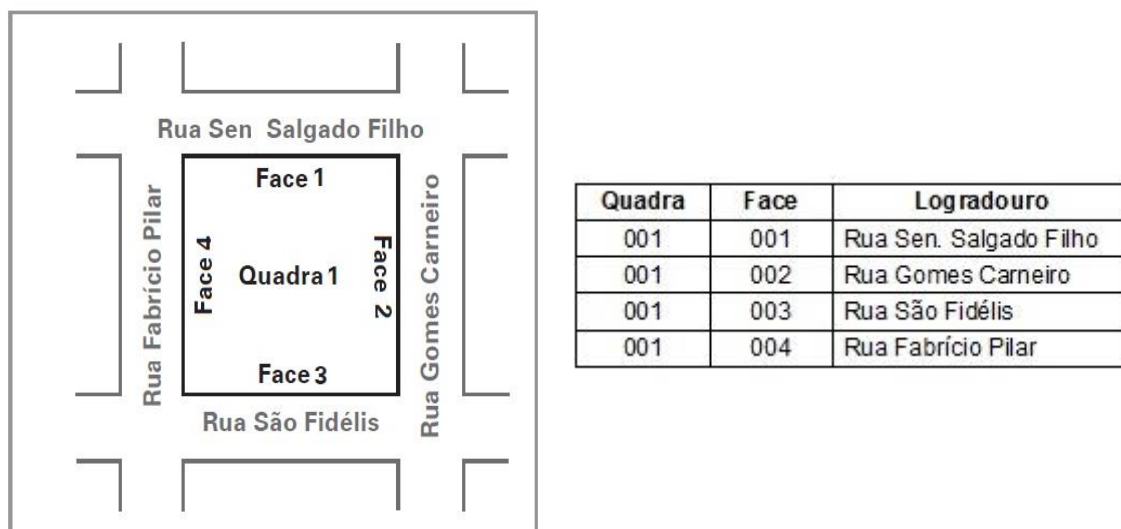 Rua Sen Salgado Filho
Face 1
Rua Fabrício Pilar
Face 4
Quadra 1
Face 2
Rua Gomes Carneiro
Face 3
Rua São Fidélis
Quadra Face Logradouro
001 001 Rua Sen. Salgado Filho
001 002 Rua Gomes Carneiro
001 003 Rua São Fidélis
001 004 Rua Fabrício Pilar